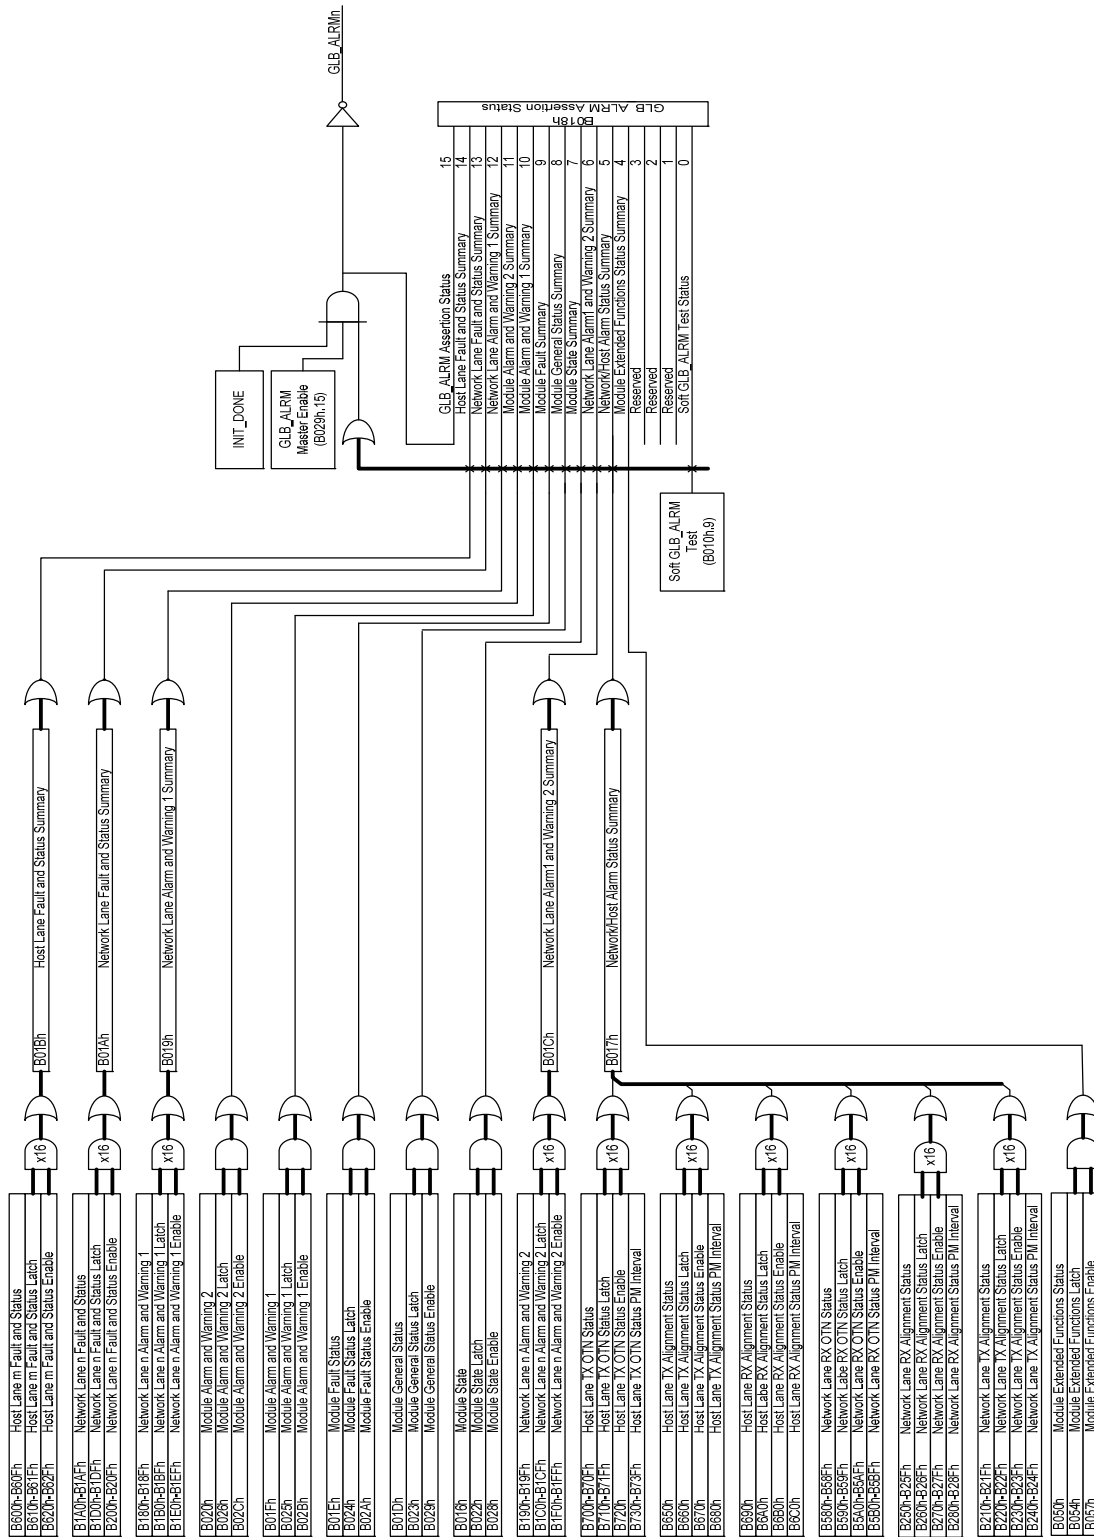 GLB_ALRMn
INIT_DONE
GLB_ALRM
Master Enable
(B029h.15)
B018h
GLB_ALRM Assertion Status
GLB_ALRM Assertion Status 15
Host Lane Fault and Status Summary 14
Network Lane Fault and Status Summary 13
Network Lane Alarm and Warning 1 Summary 12
Module Alarm and Warning 2 Summary 11
Module Alarm and Warning 1 Summary 10
Module Fault Summary 9
Module General Status Summary 8
Module State Summary 7
Network Lane Alarm1 and Warning 2 Summary 6
Network/Host Alarm Status Summary 5
Module Extended Functions Status Summary 4
Reserved 3
Reserved 2
Reserved 1
Soft GLB_ALRM Test Status 0
Soft GLB_ALRM
Test
(B010h.9)
B01Bh Host Lane Fault and Status Summary
B01Ah Network Lane Fault and Status Summary
B019h Network Lane Alarm and Warning 1 Summary
B01Ch Network Lane Alarm1 and Warning 2 Summary
B017h Network/Host Alarm Status Summary
x16
x16
x16
x16
x16
x16
x16
x16
x16
x16
B600h-B60Fh Host Lane m Fault and Status
B610h-B61Fh Host Lane m Fault and Status Latch
B620h-B62Fh Host Lane m Fault and Status Enable
B1A0h-B1AFh Network Lane n Fault and Status
B1D0h-B1DFh Network Lane n Fault and Status Latch
B200h-B20Fh Network Lane n Fault and Status Enable
B180h-B18Fh Network Lane n Alarm and Warning 1
B1B0h-B1BFh Network Lane n Alarm and Warning 1 Latch
B1E0h-B1EFh Network Lane n Alarm and Warning 1 Enable
B020h Module Alarm and Warning 2
B026h Module Alarm and Warning 2 Latch
B02Ch Module Alarm and Warning 2 Enable
B01Fh Module Alarm and Warning 1
B025h Module Alarm and Warning 1 Latch
B02Bh Module Alarm and Warning 1 Enable
B01Eh Module Fault Status
B024h Module Fault Status Latch
B02Ah Module Fault Status Enable
B01Dh Module General Status
B023h Module General Status Latch
B029h Module General Status Enable
B016h Module State
B022h Module State Latch
B028h Module State Enable
B190h-B19Fh Network Lane n Alarm and Warning 2
B1C0h-B1CFh Network Lane n Alarm and Warning 2 Latch
B1F0h-B1FFh Network Lane n Alarm and Warning 2 Enable
B700h-B70Fh Host Lane TX OTN Status
B710h-B71Fh Host Lane TX OTN Status Latch
B720h Host Lane TX OTN Status Enable
B730h-B73Fh Host Lane TX OTN Status PM Interval
B650h Host Lane TX Alignment Status
B660h Host Lane TX Alignment Status Latch
B670h Host Lane TX Alignment Status Enable
B680h Host Lane TX Alignment Status PM Interval
B690h Host Lane RX Alignment Status
B6A0h Host Labe RX Alignment Status Latch
B6B0h Host Lane RX Alignment Status Enable
B6C0h Host Lane RX Alignment Status PM Interval
B580h-B58Fh Network Lane RX OTN Status
B590h-B59Fh Network Labe RX OTN Status Latch
B5A0h-B5AFh Network Lane RX OTN Status Enable
B5B0h-B5BFh Network Lane RX OTN Status PM Interval
B250h-B25Fh Network Lane RX Alignment Status
B260h-B26Fh Network Lane RX Alignment Status Latch
B270h-B27Fh Network Lane RX Alignment Status Enable
B280h-B28Fh Network Lane RX Alignment Status PM Interval
B210h-B21Fh Network Lane TX Alignment Status
B220h-B22Fh Network Lane TX Alignment Status Latch
B230h-B23Fh Network Lane TX Alignment Status Enable
B240h-B24Fh Network Lane TX Alignment Status PM Interval
B050h Module Extended Functions Status
B054h Module Extended Functions Latch
B057h Module Extended Functions Enable